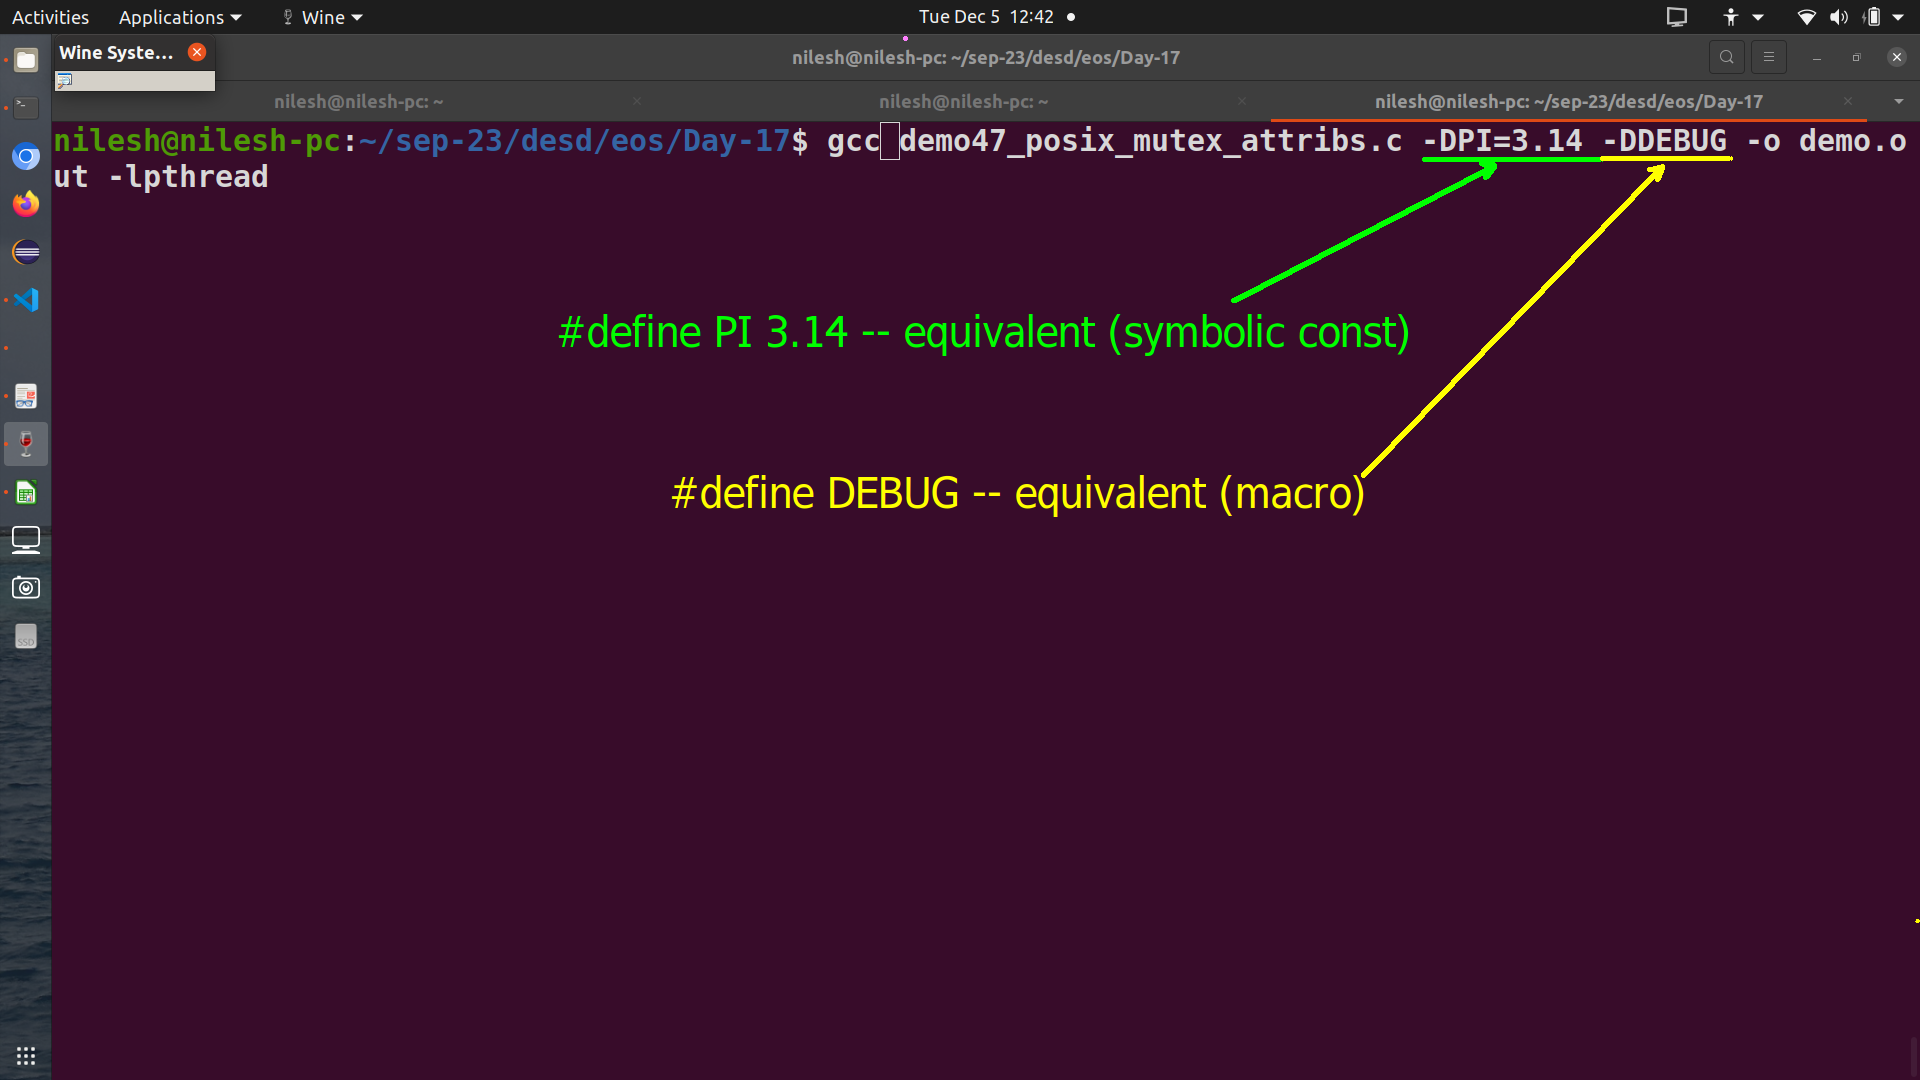 Activities Applications Wine Tue Dec 5 12:42
Wine Syste...
nilesh@nilesh-pc: ~/sep-23/desd/eos/Day-17
nilesh@nilesh-pc: ~ nilesh@nilesh-pc: ~ nilesh@nilesh-pc: ~/sep-23/desd/eos/Day-17
nilesh@nilesh-pc:~/sep-23/desd/eos/Day-17$ gcc demo47_posix_mutex_attribs.c -DPI=3.14 -DDEBUG -o demo.o
ut -lpthread
#define PI 3.14 -- equivalent (symbolic const)
#define DEBUG -- equivalent (macro)
SSD